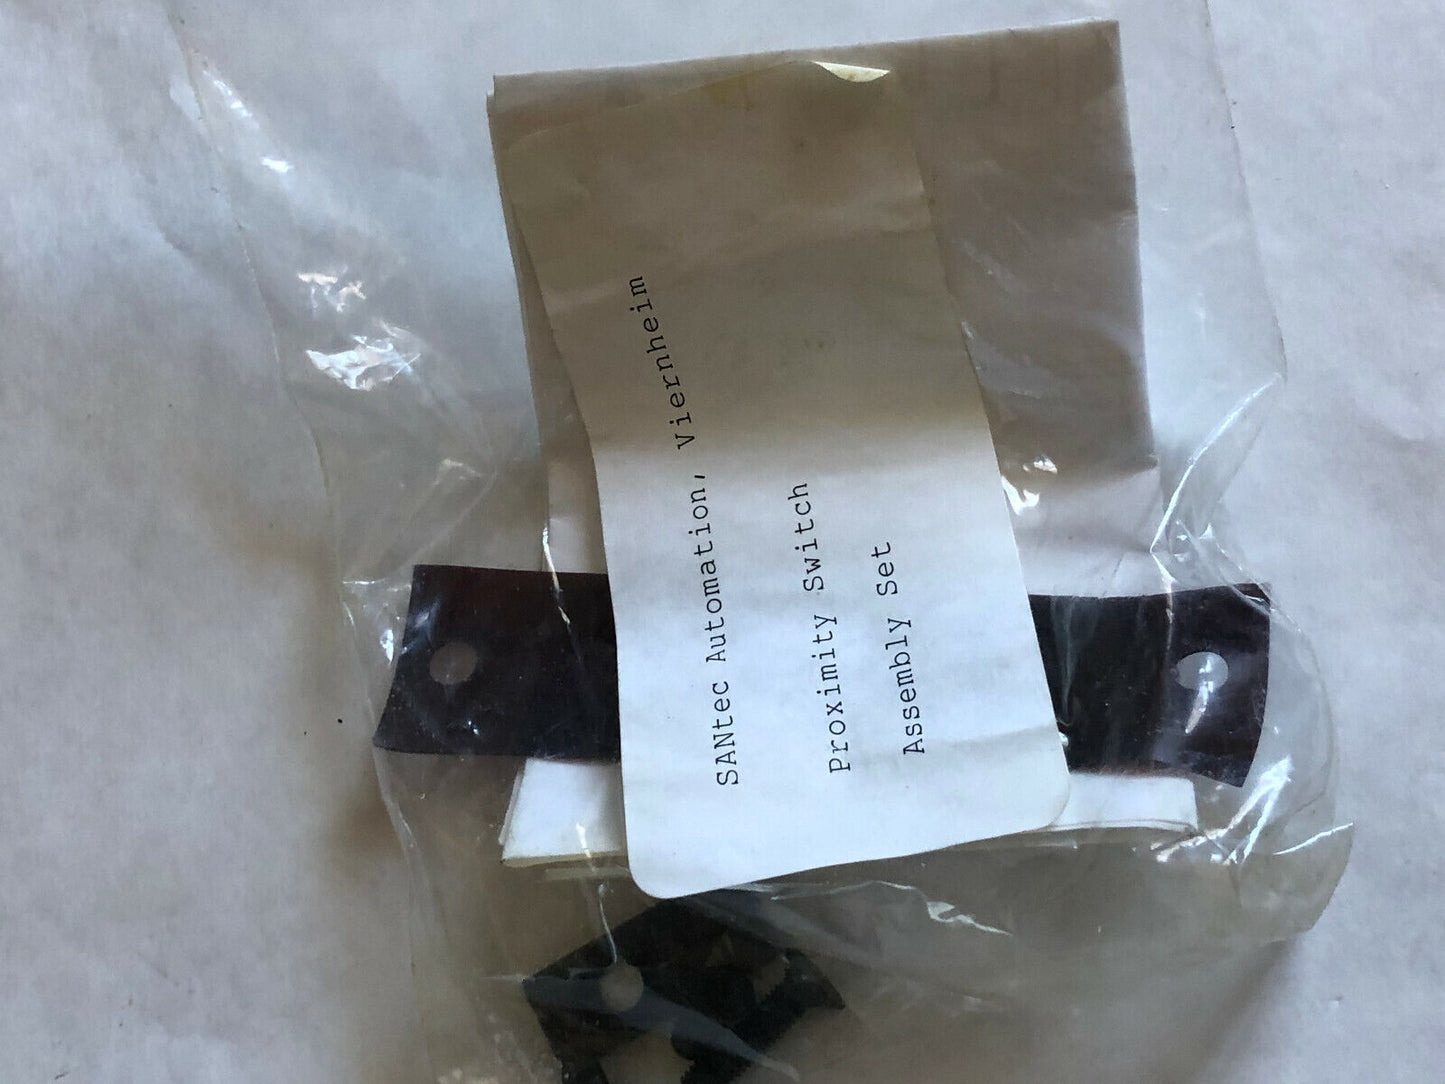 SANtec Automation, Viernheim
Proximity Switch
Assembly Set